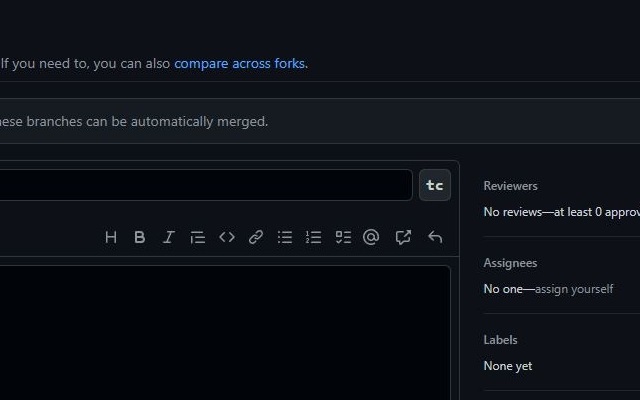 If you need to, you can also compare across forks.
hese branches can be automatically merged.
tc
Reviewers
No reviews—at least 0 approv
Assignees
No one—assign yourself
Labels
None yet